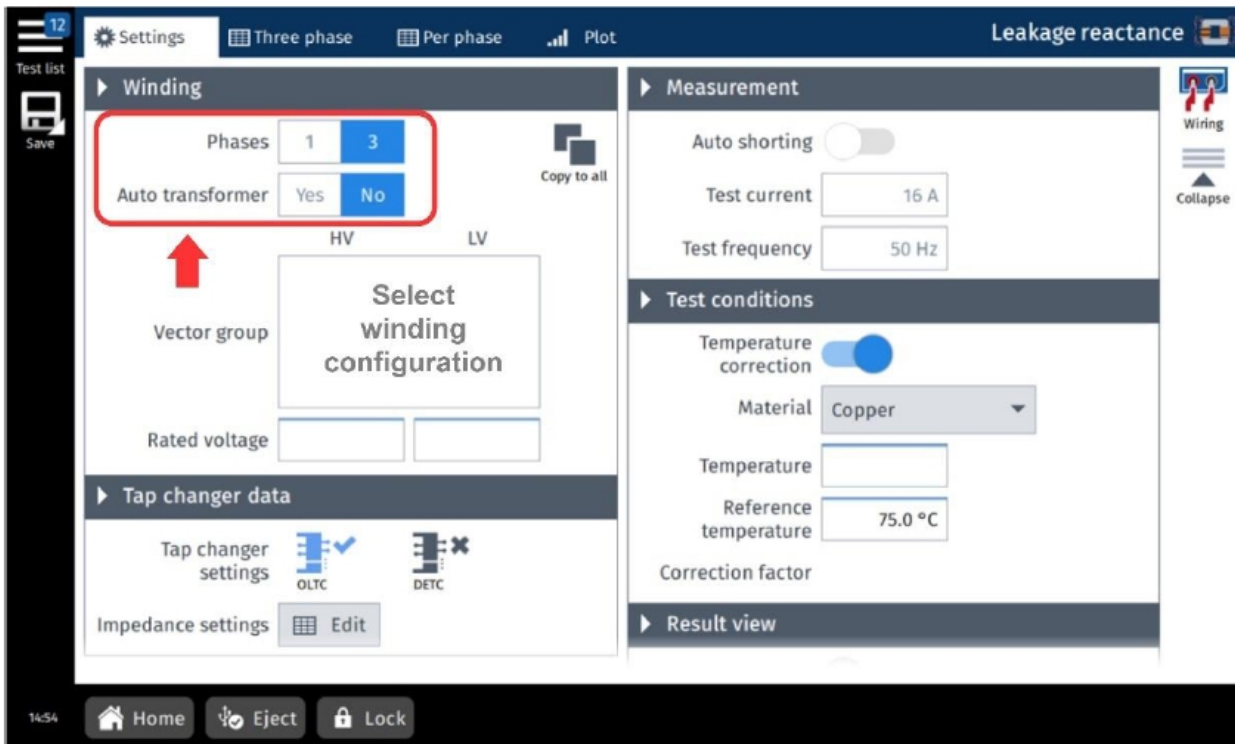 12
Test list
Save
Settings
Three phase
Per phase
Plot
Leakage reactance
Winding
Phases 1 3
Auto transformer Yes No
Copy to all
HV LV
Vector group
Select
winding
configuration
Rated voltage
Tap changer data
Tap changer
settings
OLTC
DETC
Impedance settings Edit
Measurement
Auto shorting
Test current 16 A
Test frequency 50 Hz
Test conditions
Temperature
correction
Material Copper
Temperature
Reference
temperature
75.0 °C
Correction factor
Result view
Wiring
Collapse
14:54
Home
Eject
Lock